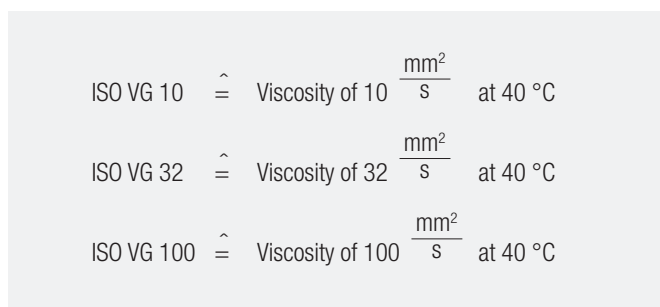 ISO VG 10 ≙ Viscosity of 10 mm²/s at 40 °C
ISO VG 32 ≙ Viscosity of 32 mm²/s at 40 °C
ISO VG 100 ≙ Viscosity of 100 mm²/s at 40 °C